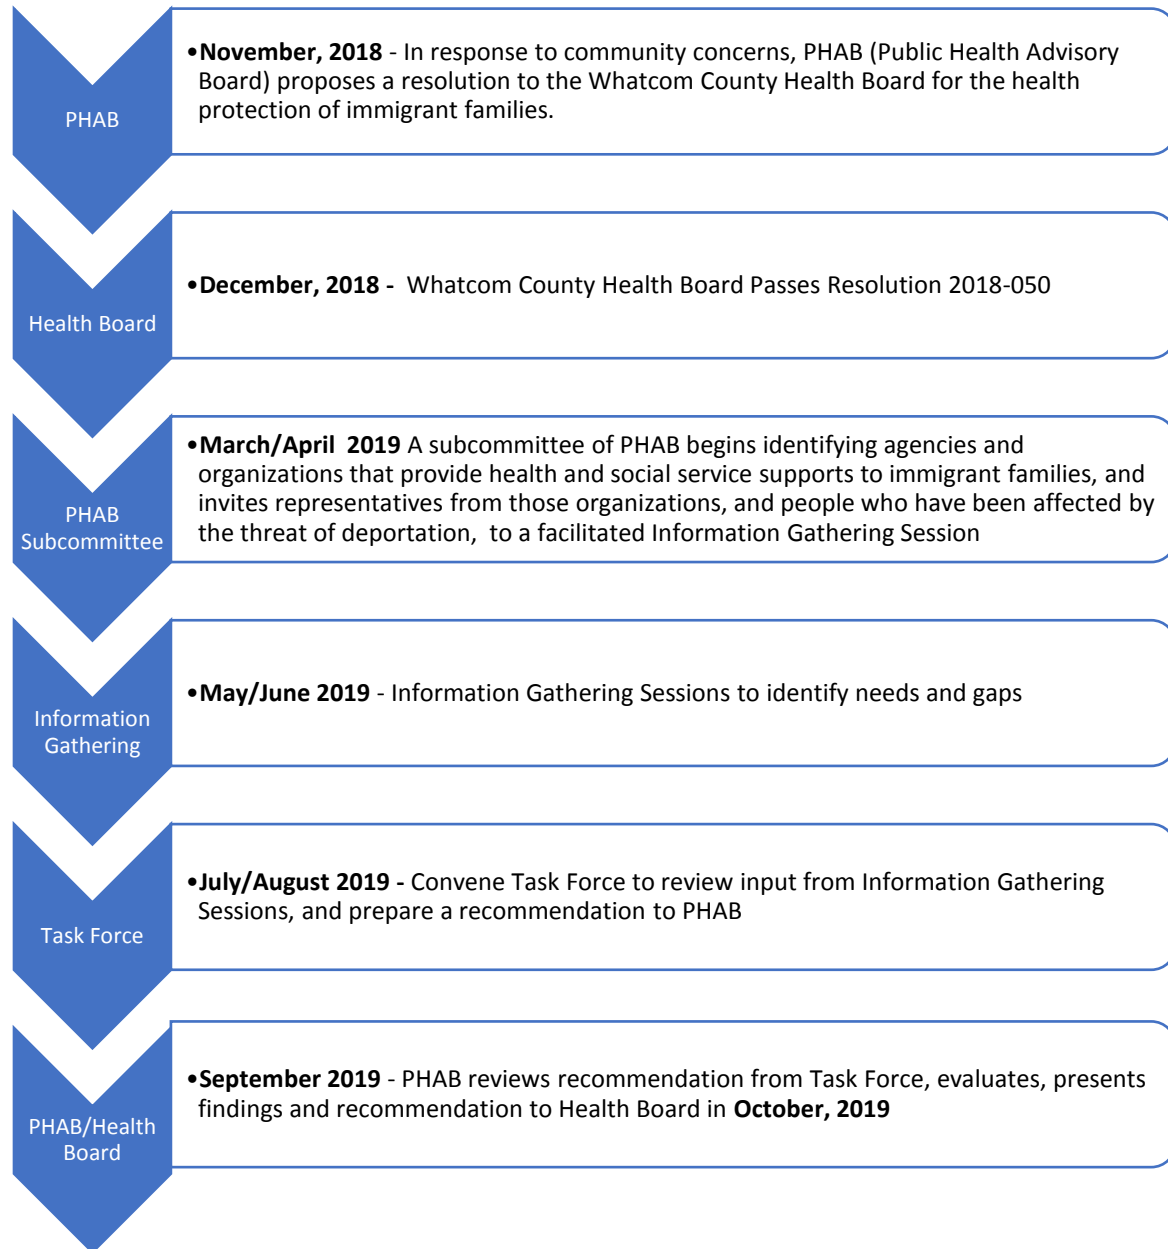 PHAB
•November, 2018 - In response to community concerns, PHAB (Public Health Advisory
Board) proposes a resolution to the Whatcom County Health Board for the health
protection of immigrant families.
Health Board
•December, 2018 -  Whatcom County Health Board Passes Resolution 2018-050
PHAB
Subcommittee
•March/April  2019 A subcommittee of PHAB begins identifying agencies and
organizations that provide health and social service supports to immigrant families, and
invites representatives from those organizations, and people who have been affected by
the threat of deportation,  to a facilitated Information Gathering Session
Information
Gathering
•May/June 2019 - Information Gathering Sessions to identify needs and gaps
Task Force
•July/August 2019 - Convene Task Force to review input from Information Gathering
Sessions, and prepare a recommendation to PHAB
PHAB/Health
Board
•September 2019 - PHAB reviews recommendation from Task Force, evaluates, presents
findings and recommendation to Health Board in October, 2019